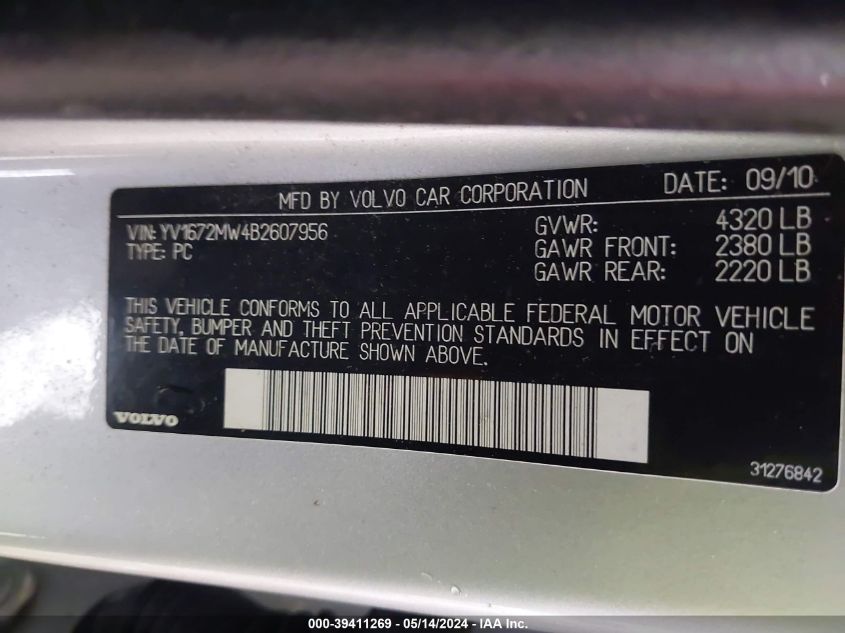 MFD BY VOLVO CAR CORPORATION DATE: 09/10
VIN: YV1672MW4B2607956 GVWR: 4320 LB
TYPE: PC GAWR FRONT: 2380 LB
GAWR REAR: 2220 LB
THIS VEHICLE CONFORMS TO ALL APPLICABLE FEDERAL MOTOR VEHICLE
SAFETY, BUMPER AND THEFT PREVENTION STANDARDS IN EFFECT ON
THE DATE OF MANUFACTURE SHOWN ABOVE.
VOLVO
31276842
000-39411269 - 05/14/2024 - IAA Inc.